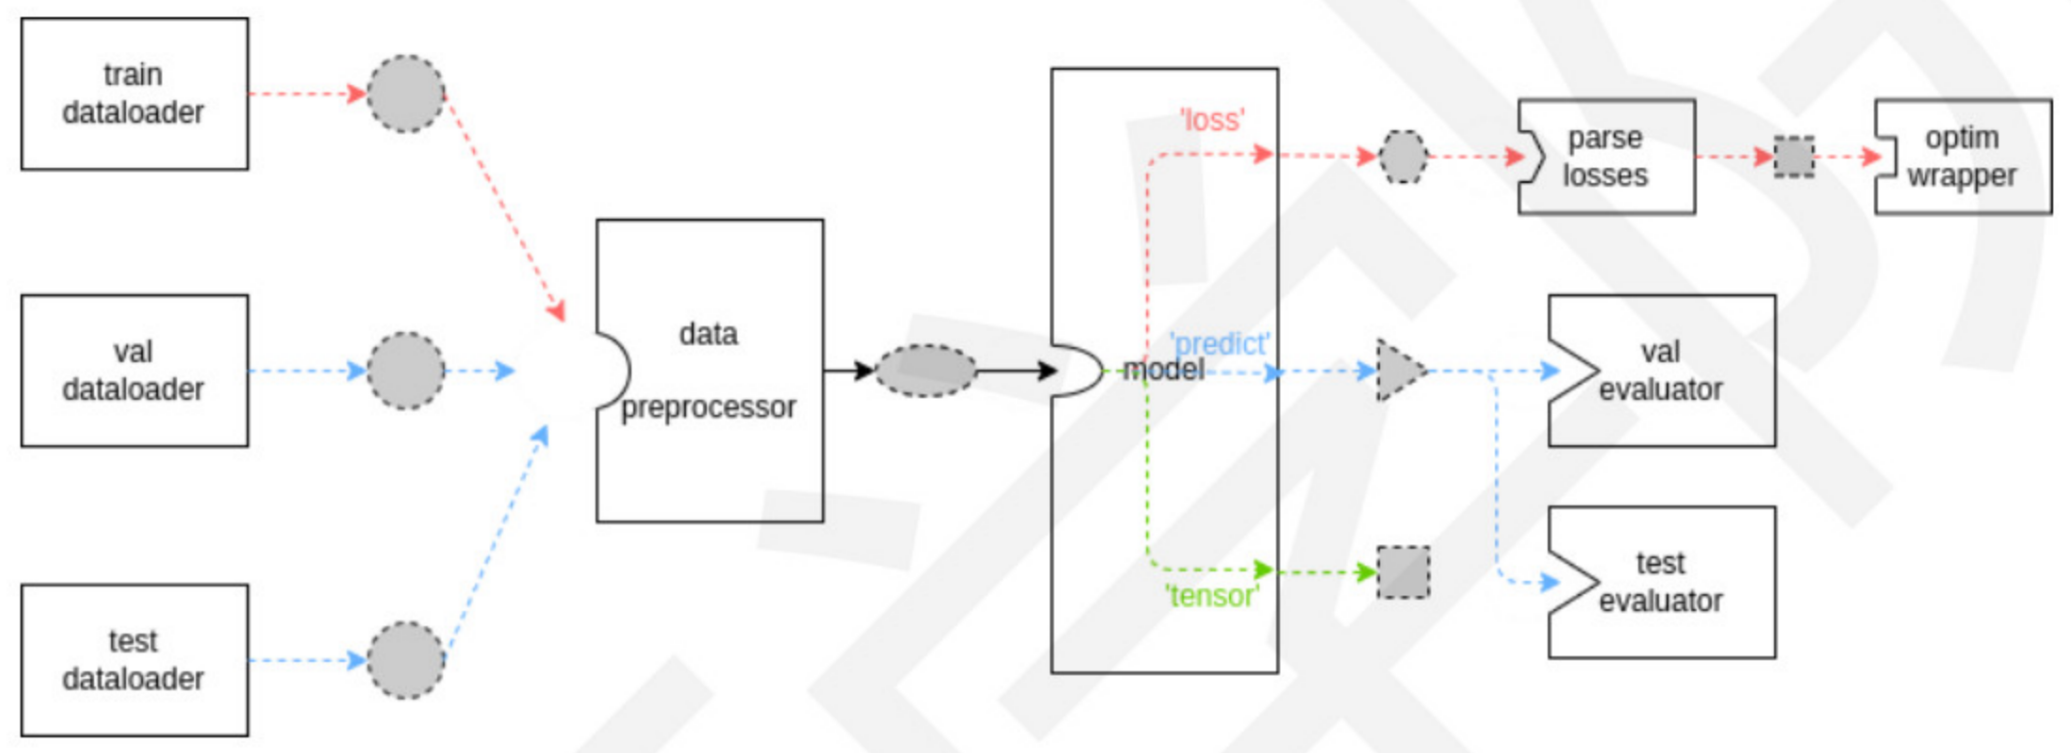 train
dataloader
val
dataloader
test
dataloader
data
preprocessor
model
'loss'
'predict'
'tensor'
parse
losses
optim
wrapper
val
evaluator
test
evaluator